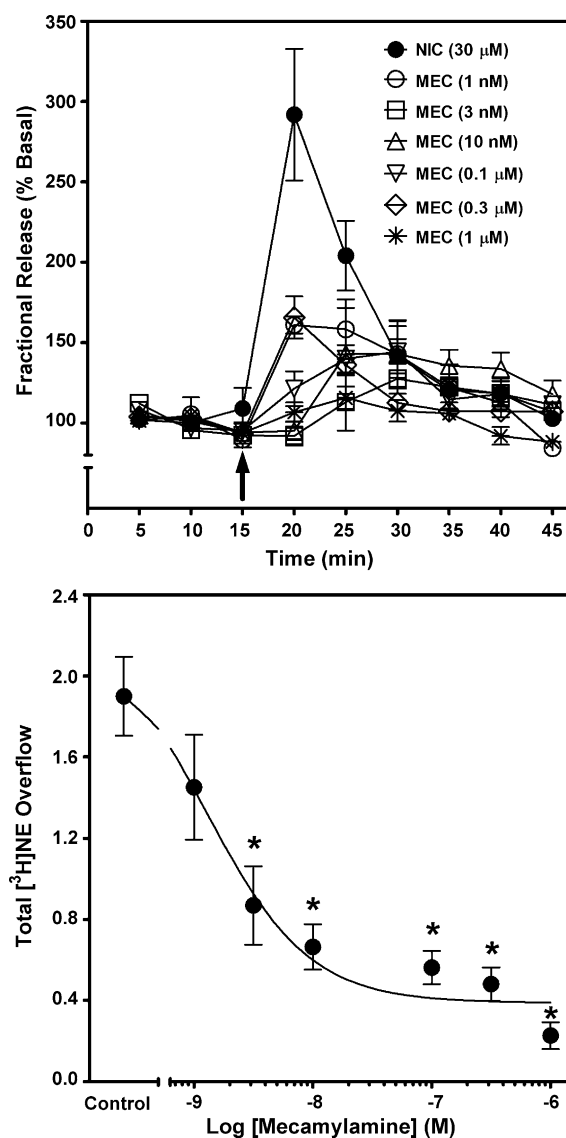 350
300
250
200
150
100
Fractional Release (% Basal)
NIC (30 μM)
MEC (1 nM)
MEC (3 nM)
MEC (10 nM)
MEC (0.1 μM)
MEC (0.3 μM)
MEC (1 μM)
0 5 10 15 20 25 30 35 40 45
Time (min)
2.4
2.0
1.6
1.2
0.8
0.4
0.0
Total [³H]NE Overflow
* * * * *
Control -9 -8 -7 -6
Log [Mecamylamine] (M)